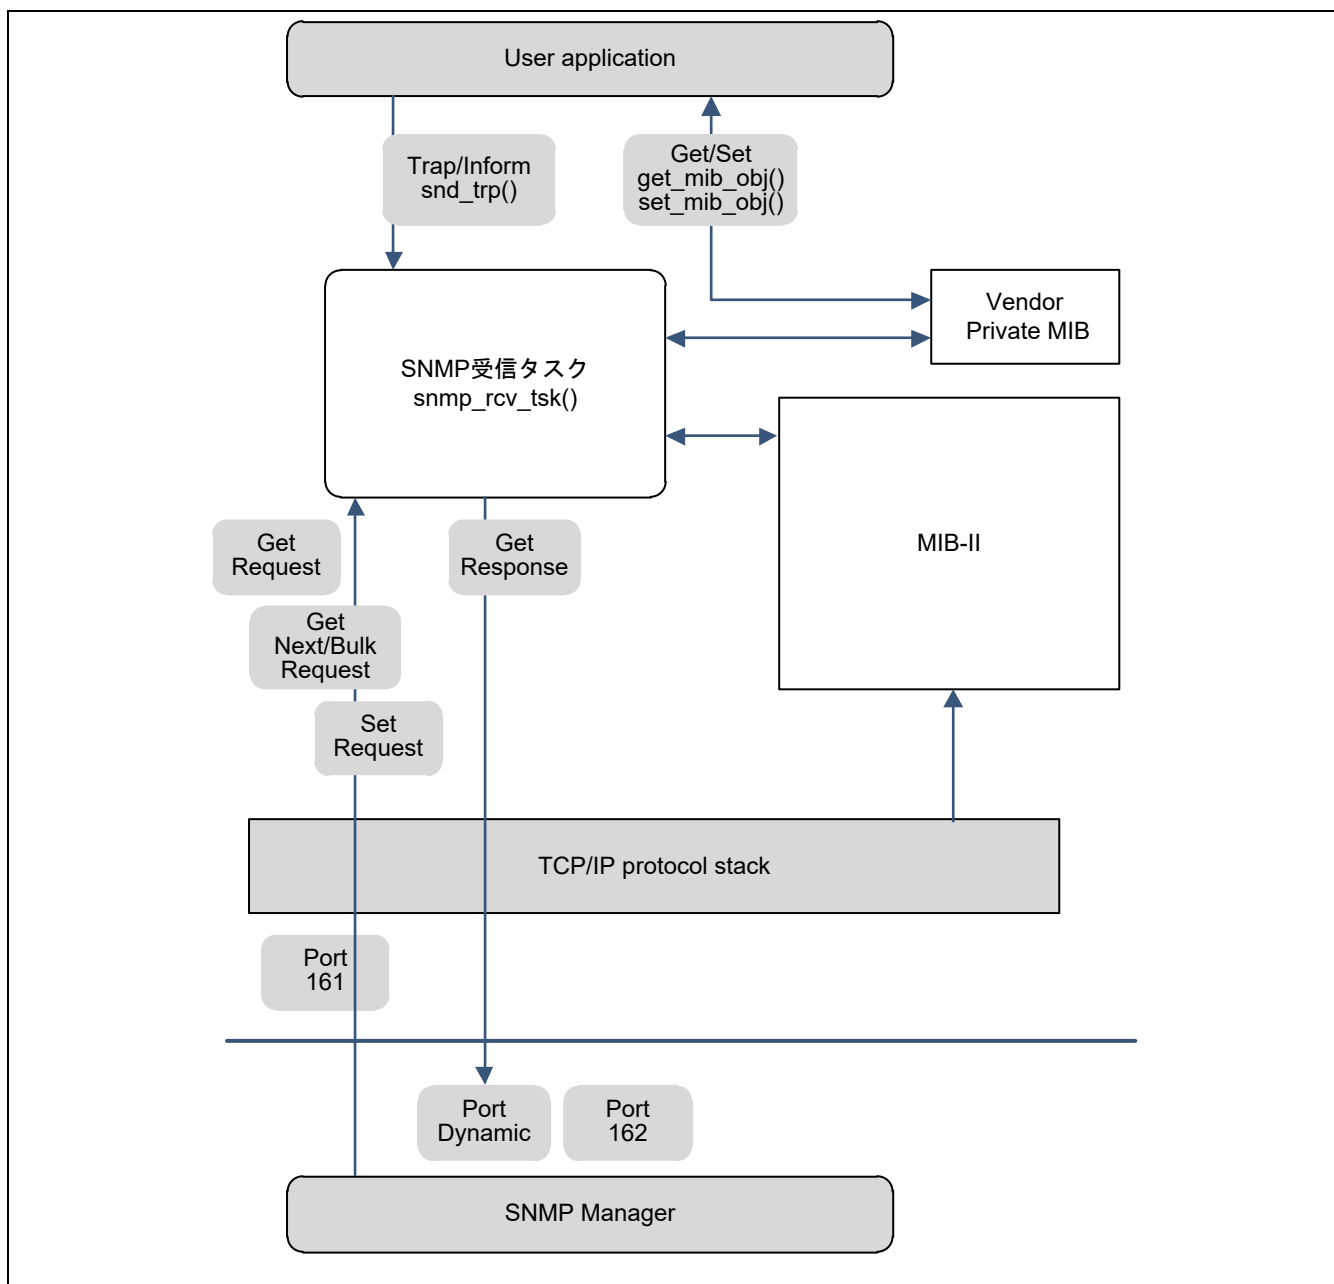 User application
Trap/Inform
snd_trp()
Get/Set
get_mib_obj()
set_mib_obj()
Vendor
Private MIB
SNMP受信タスク
snmp_rcv_tsk()
MIB-II
Get
Request
Get
Response
Get
Next/Bulk
Request
Set
Request
TCP/IP protocol stack
Port
161
Port
Dynamic
Port
162
SNMP Manager